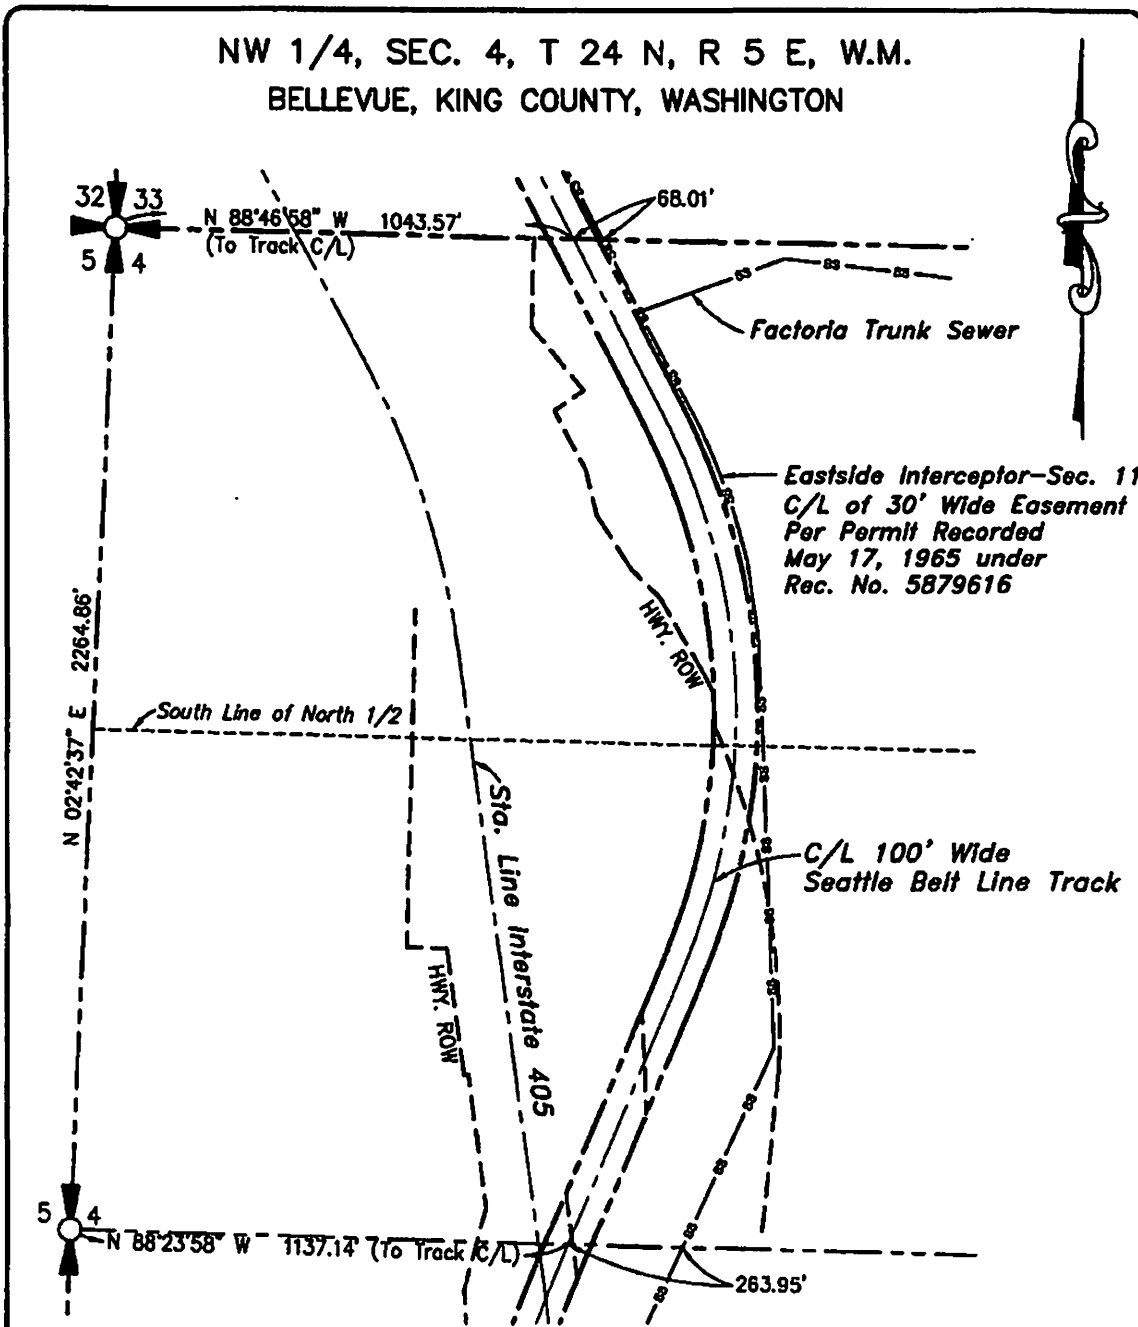 NW 1/4, SEC. 4, T 24 N, R 5 E, W.M.
BELLEVUE, KING COUNTY, WASHINGTON
32 33
5 4
N 88°46'58" W 1043.57'
(To Track C/L)
68.01'
Factoria Trunk Sewer
Eastside Interceptor-Sec. 11
C/L of 30' Wide Easement
Per Permit Recorded
May 17, 1965 under
Rec. No. 5879616
HWY. ROW
N 02°42'37" E 2264.86'
South Line of North 1/2
Sta. Line Interstate 405
C/L 100' Wide
Seattle Belt Line Track
HWY. ROW
5 4
N 88°23'58" W 1137.14' (To Track C/L)
263.95'